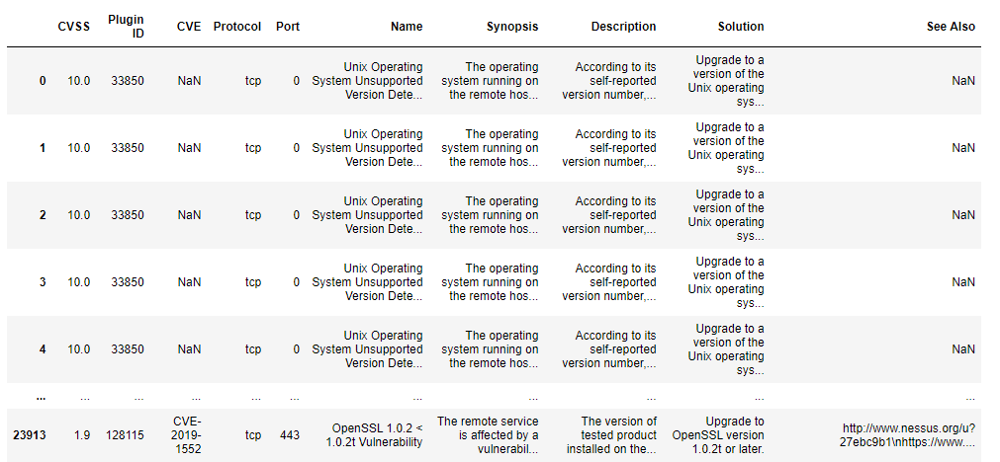 CVSS Plugin ID CVE Protocol Port Name Synopsis Description Solution See Also
0 10.0 33850 NaN tcp 0 Unix Operating System Unsupported Version Dete... The operating system running on the remote hos... According to its self-reported version number,... Upgrade to a version of the Unix operating sys... NaN
1 10.0 33850 NaN tcp 0 Unix Operating System Unsupported Version Dete... The operating system running on the remote hos... According to its self-reported version number,... Upgrade to a version of the Unix operating sys... NaN
2 10.0 33850 NaN tcp 0 Unix Operating System Unsupported Version Dete... The operating system running on the remote hos... According to its self-reported version number,... Upgrade to a version of the Unix operating sys... NaN
3 10.0 33850 NaN tcp 0 Unix Operating System Unsupported Version Dete... The operating system running on the remote hos... According to its self-reported version number,... Upgrade to a version of the Unix operating sys... NaN
4 10.0 33850 NaN tcp 0 Unix Operating System Unsupported Version Dete... The operating system running on the remote hos... According to its self-reported version number,... Upgrade to a version of the Unix operating sys... NaN
... ... ... ... ... ... ... ... ... ... ...
23913 1.9 128115 CVE-2019-1552 tcp 443 OpenSSL 1.0.2 < 1.0.2t Vulnerability The remote service is affected by a vulnerabil... The version of tested product installed on the... Upgrade to OpenSSL version 1.0.2t or later. http://www.nessus.org/u?27ebc9b1\nhttps://www....